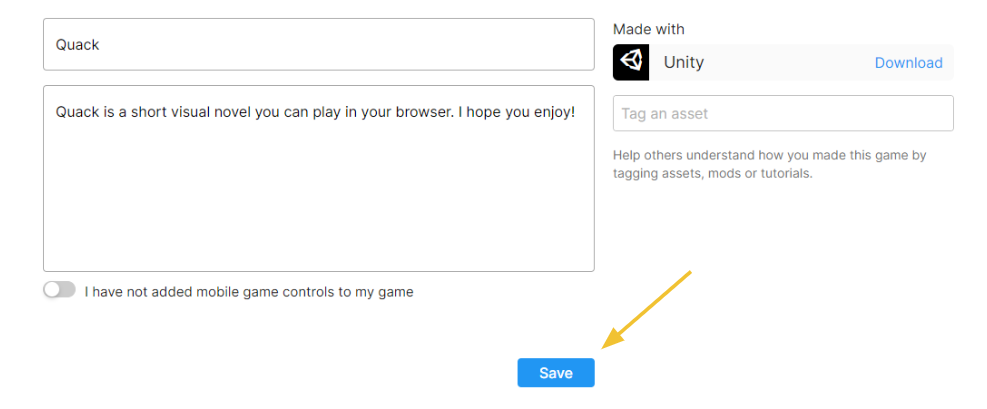 Quack
Quack is a short visual novel you can play in your browser. I hope you enjoy!
I have not added mobile game controls to my game
Save
Made with
Unity
Download
Tag an asset
Help others understand how you made this game by
tagging assets, mods or tutorials.